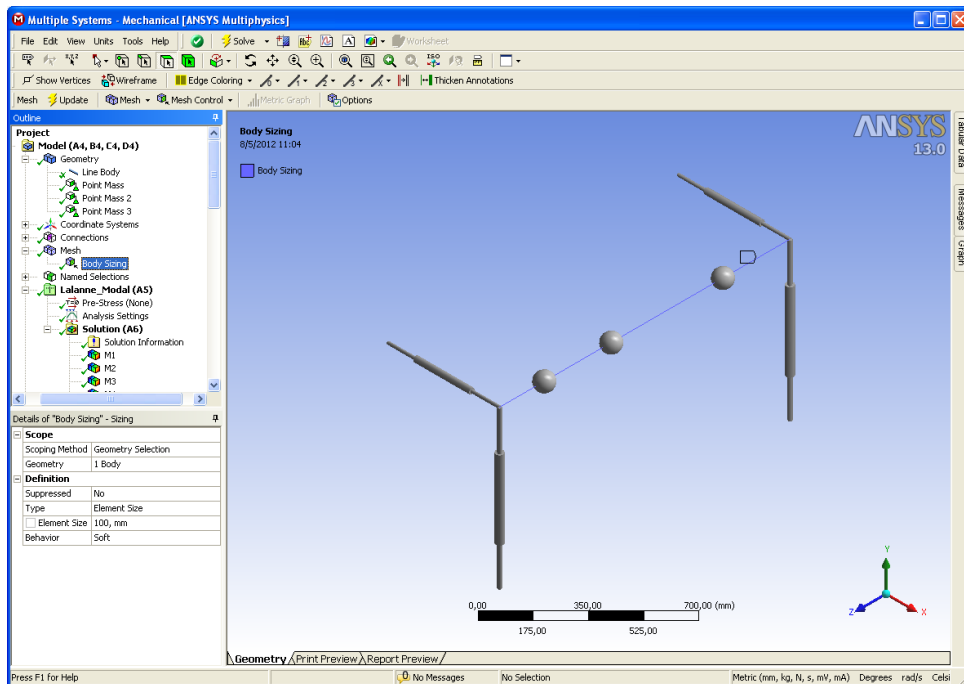 Multiple Systems - Mechanical [ANSYS Multiphysics]
File Edit View Units Tools Help Solve Worksheet
Show Vertices Wireframe Edge Coloring Thicken Annotations
Mesh Update Mesh Mesh Control Metric Graph Options
Outline
Project
Model (A4, B4, C4, D4)
Geometry
Line Body
Point Mass
Point Mass 2
Point Mass 3
Coordinate Systems
Connections
Mesh
Body Sizing
Named Selections
Lalanne_Modal (A5)
Pre-Stress (None)
Analysis Settings
Solution (A6)
Solution Information
M1
M2
M3
Details of "Body Sizing" - Sizing
Scope
Scoping Method Geometry Selection
Geometry 1 Body
Definition
Suppressed No
Type Element Size
Element Size 100, mm
Behavior Soft
Body Sizing
8/5/2012 11:04
Body Sizing
ANSYS
13.0
Tabular Data
Messages
Graph
Y
Z
X
0,00 350,00 700,00 (mm)
175,00 525,00
Geometry Print Preview Report Preview
Press F1 for Help 0 No Messages No Selection Metric (mm, kg, N, s, mV, mA) Degrees rad/s Celsi